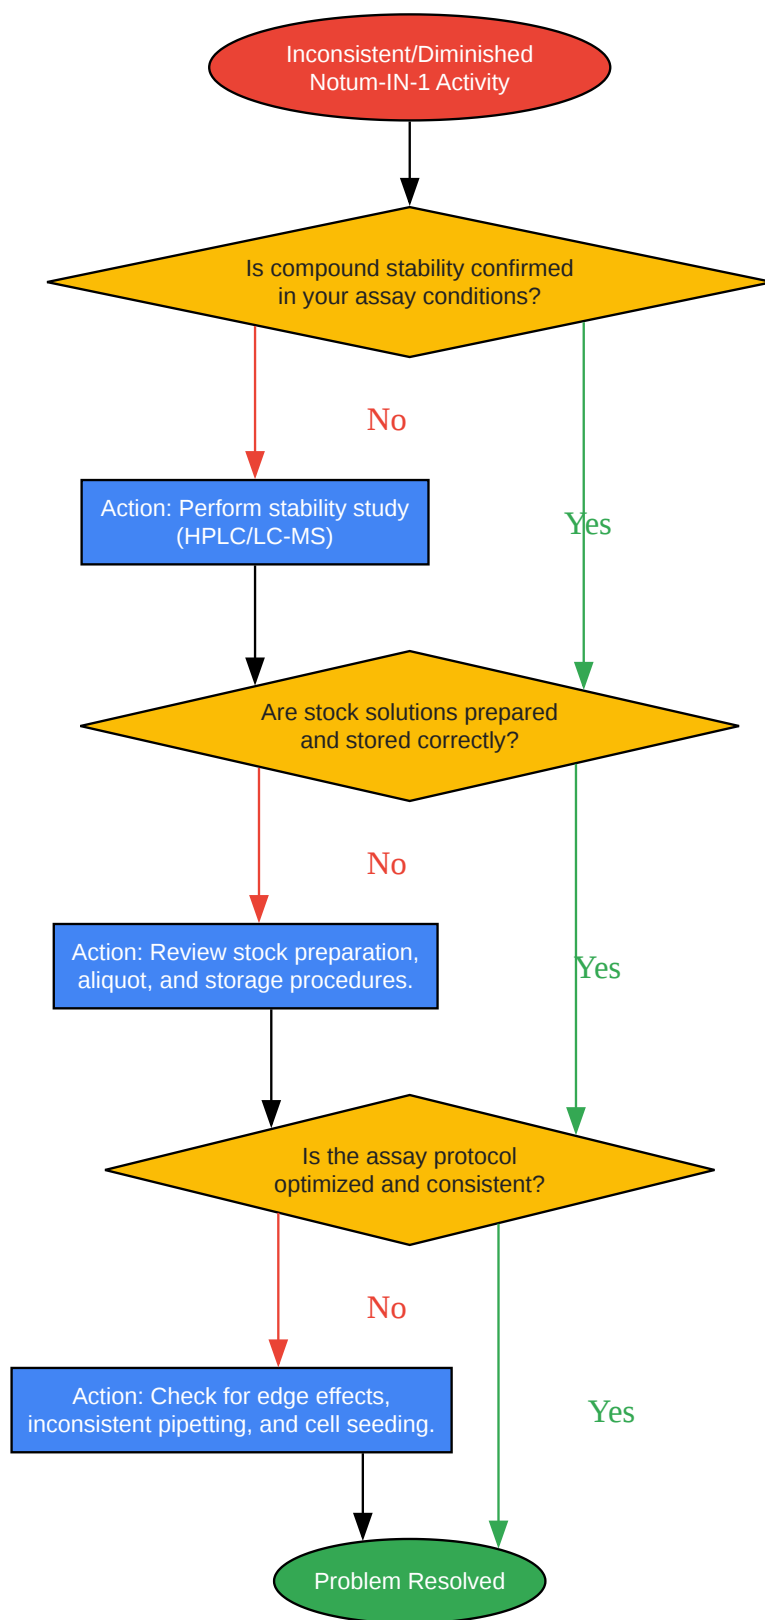 Inconsistent/Diminished
Notum-IN-1 Activity
Is compound stability confirmed
in your assay conditions?
No
Action: Perform stability study
(HPLC/LC-MS)
Yes
Are stock solutions prepared
and stored correctly?
No
Action: Review stock preparation,
aliquot, and storage procedures.
Yes
Is the assay protocol
optimized and consistent?
No
Action: Check for edge effects,
inconsistent pipetting, and cell seeding.
Yes
Problem Resolved